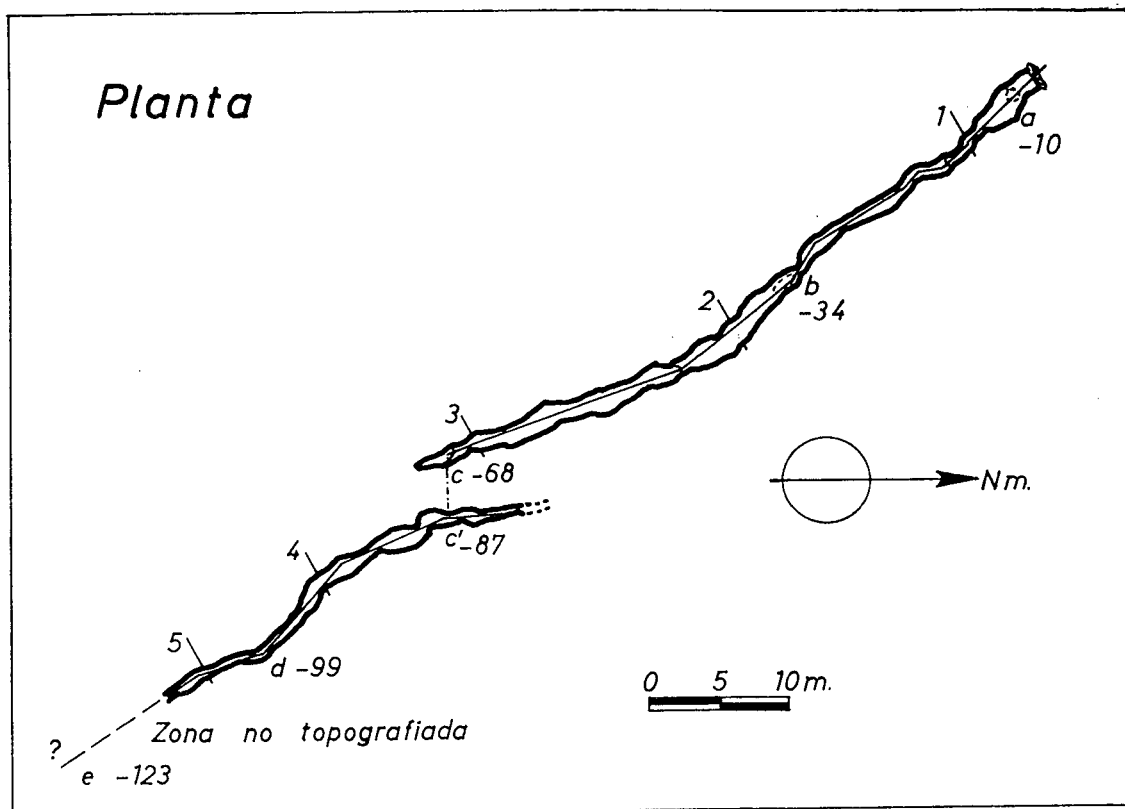 Planta
1
a
-10
b
-34
2
3
c -68
Nm.
c' -87
4
5
d -99
0 5 10 m.
Zona no topografiada
?
e -123